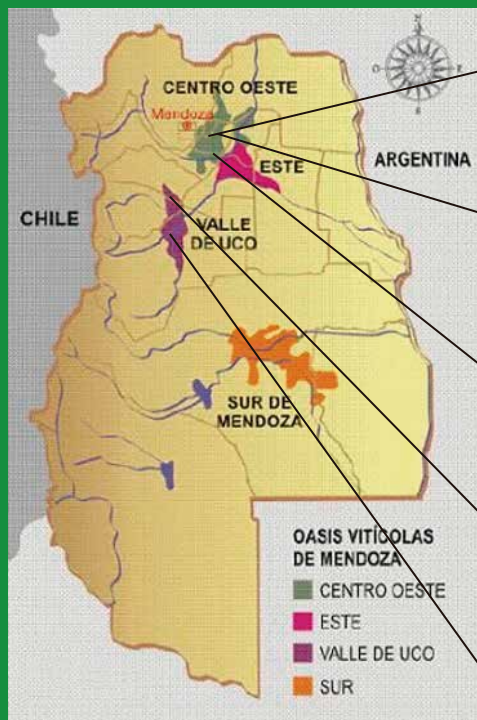 CENTRO OESTE
Mendoza
O
E
S
ESTE
ARGENTINA
CHILE
VALLE
DE UCO
SUR DE
MENDOZA
OASIS VITÍCOLAS
DE MENDOZA
CENTRO OESTE
ESTE
VALLE DE UCO
SUR